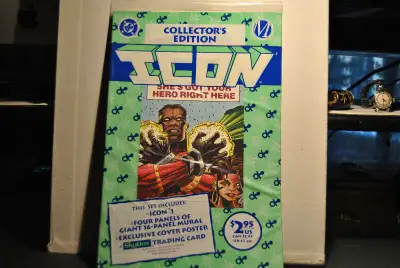 DC
COLLECTOR'S
EDITION
ICON
SHE'S GOT YOUR
HERO RIGHT HERE
THIS SET INCLUDES:
•ICON #1
•FOUR PANELS OF
GIANT 16-PANEL MURAL
•EXCLUSIVE COVER POSTER
TRADING CARD
$2.95
US